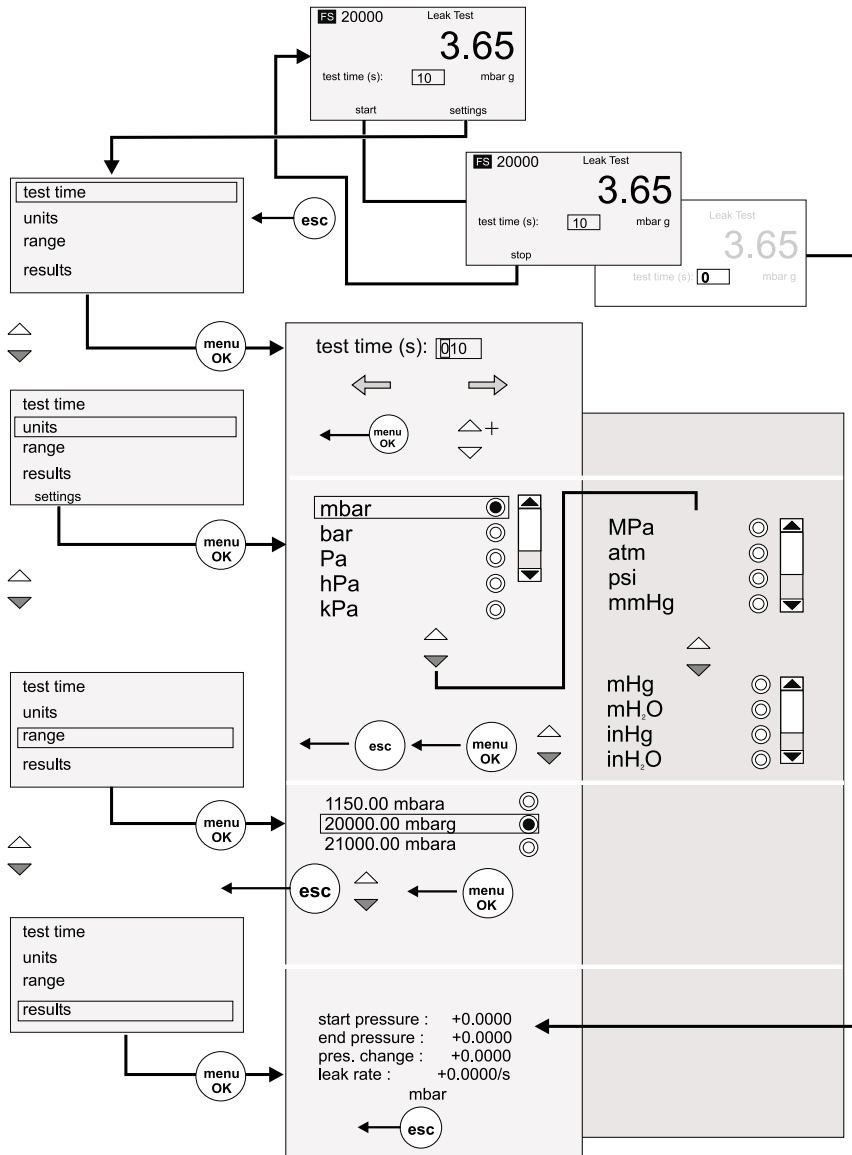 FS 20000 Leak Test
3.65
test time (s): 10 mbar g
start settings
FS 20000 Leak Test
3.65
test time (s): 10 mbar g
stop
Leak Test
3.65
test time (s): 0 mbar g
test time
units
range
results
esc
menu
OK
test time (s): 010
menu
OK
+
test time
units
range
results
settings
menu
OK
mbar
bar
Pa
hPa
kPa
MPa
atm
psi
mmHg
mHg
mH₂O
inHg
inH₂O
esc
menu
OK
test time
units
range
results
menu
OK
1150.00 mbara
20000.00 mbarg
21000.00 mbara
esc
menu
OK
test time
units
range
results
menu
OK
start pressure : +0.0000
end pressure : +0.0000
pres. change : +0.0000
leak rate : +0.0000/s
mbar
esc